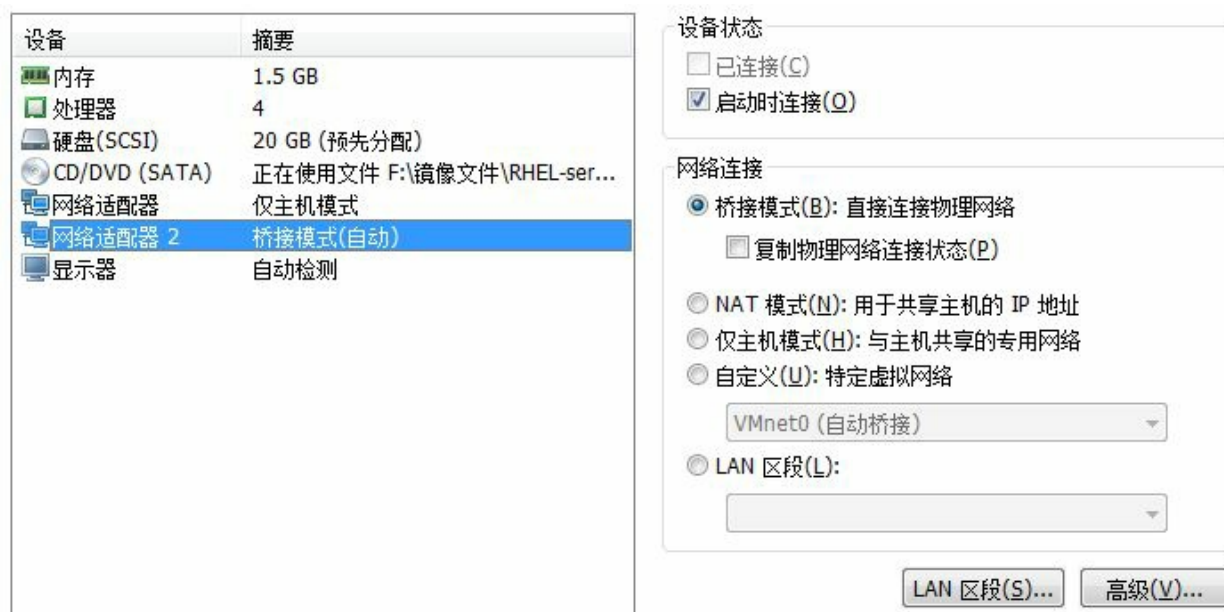 设备 摘要
内存 1.5 GB
处理器 4
硬盘(SCSI) 20 GB (预先分配)
CD/DVD (SATA) 正在使用文件 F:\镜像文件\RHEL-ser...
网络适配器 仅主机模式
网络适配器 2 桥接模式(自动)
显示器 自动检测
设备状态
已连接(C)
启动时连接(O)
网络连接
桥接模式(B): 直接连接物理网络
复制物理网络连接状态(P)
NAT 模式(N): 用于共享主机的 IP 地址
仅主机模式(H): 与主机共享的专用网络
自定义(U): 特定虚拟网络
VMnet0 (自动桥接)
LAN 区段(L):
LAN 区段(S)... 高级(V)...